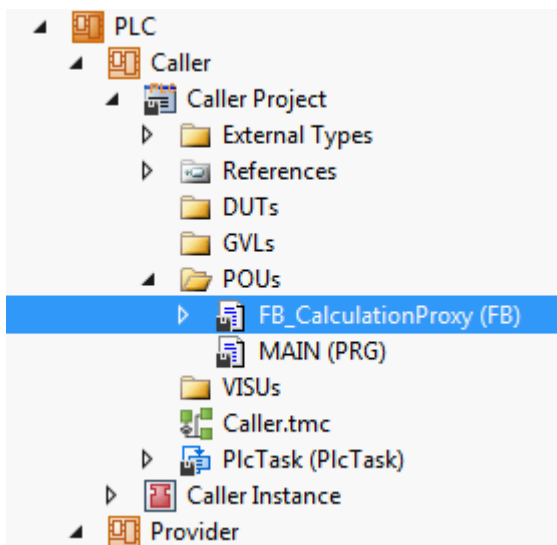 PLC
Caller
Caller Project
External Types
References
DUTs
GVLs
POUs
FB_CalculationProxy (FB)
MAIN (PRG)
VISUs
Caller.tmc
PlcTask (PlcTask)
Caller Instance
Provider